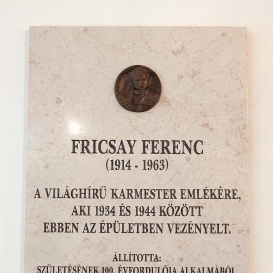 FRICSAY FERENC
(1914 - 1963)
A VILÁGHÍRŰ KARMESTER EMLÉKÉRE,
AKI 1934 ÉS 1944 KÖZÖTT
EBBEN AZ ÉPÜLETBEN VEZÉNYELT.
ÁLLÍTOTTA:
SZÜLETÉSÉNEK 100. ÉVFORDULÓJA ALKALMÁBÓL